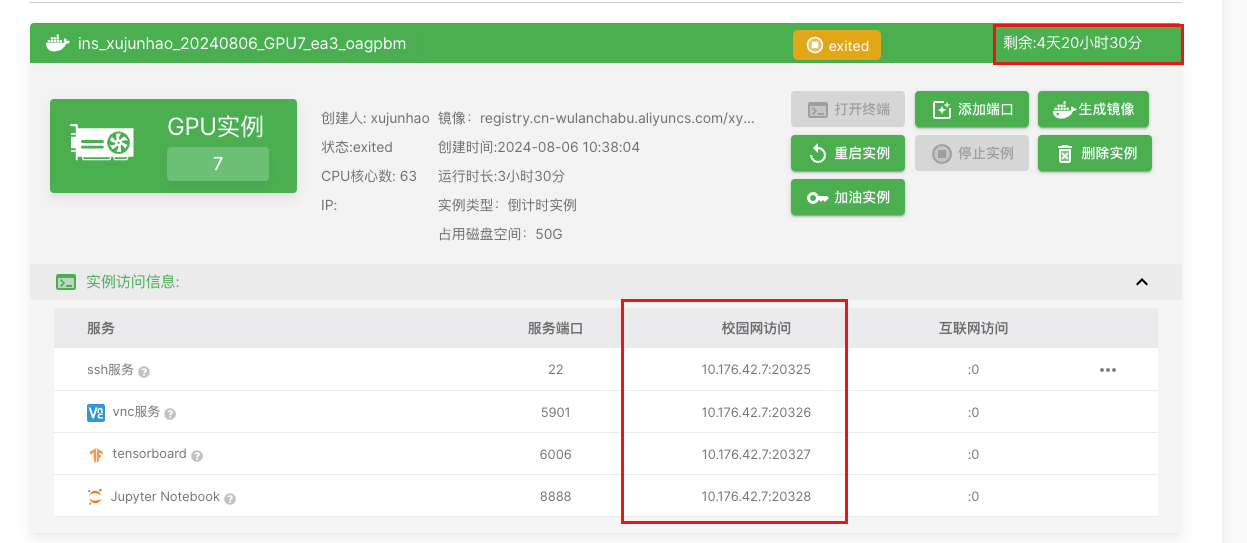 ins_xujunhao_20240806_GPU7_ea3_oagpbm exited 剩余:4天20小时30分
GPU实例
7
创建人: xujunhao 镜像：registry.cn-wulanchabu.aliyuncs.com/xy...
状态:exited 创建时间:2024-08-06 10:38:04
CPU核心数: 63 运行时长:3小时30分
IP: 实例类型：倒计时实例
占用磁盘空间：50G
打开终端 添加端口 生成镜像
重启实例 停止实例 删除实例
加油实例
实例访问信息:
服务 服务端口 校园网访问 互联网访问
ssh服务 ? 22 10.176.42.7:20325 :0 •••
V2 vnc服务 ? 5901 10.176.42.7:20326 :0
tensorboard ? 6006 10.176.42.7:20327 :0
Jupyter Notebook ? 8888 10.176.42.7:20328 :0